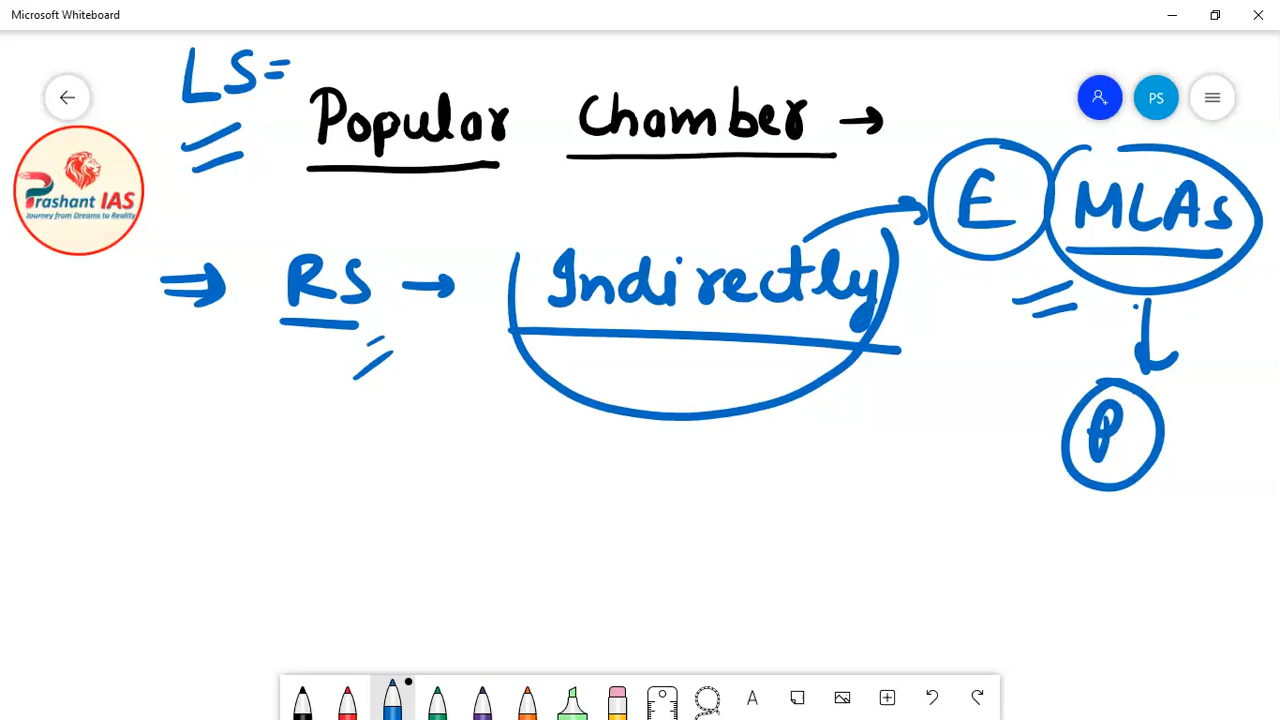 Microsoft Whiteboard
LS=
Popular Chamber →
PS
Prashant IAS
Journey from Dreams to Reality
E MLAs
⇒ RS → Indirectly
P
A